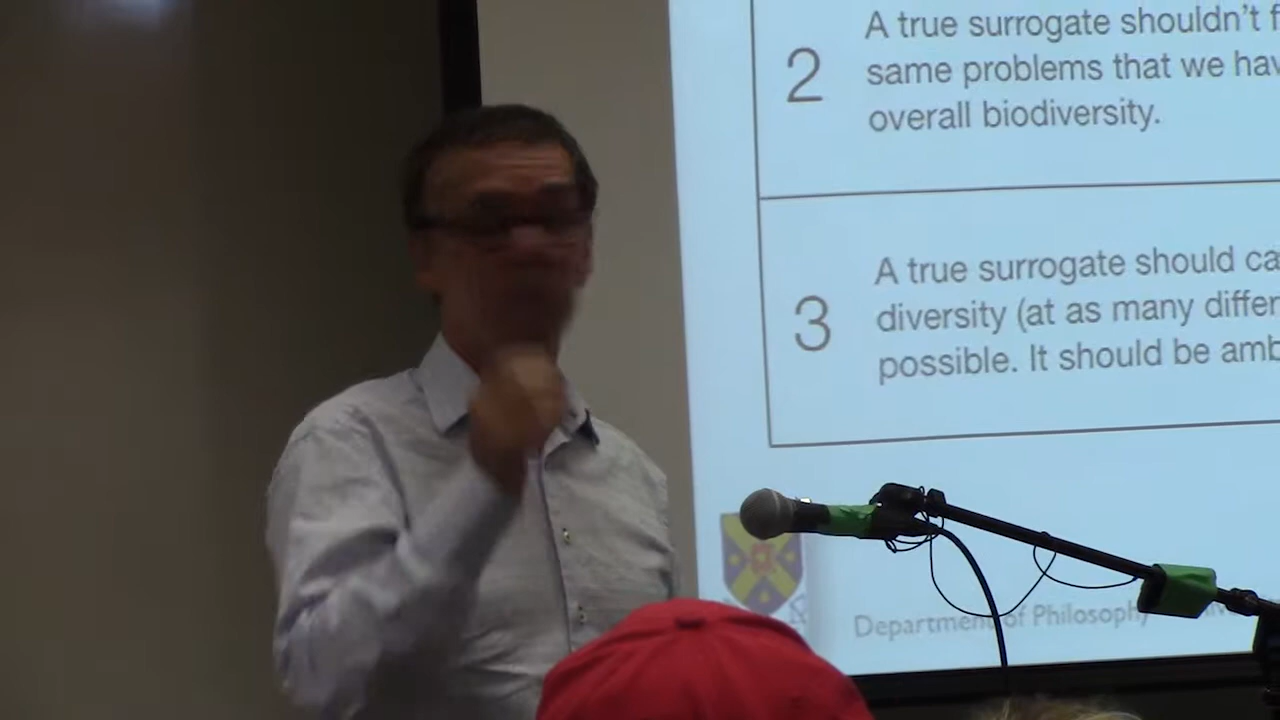 2
A true surrogate shouldn't f
same problems that we hav
overall biodiversity.
3
A true surrogate should ca
diversity (at as many differ
possible. It should be amb
Department of Philosophy